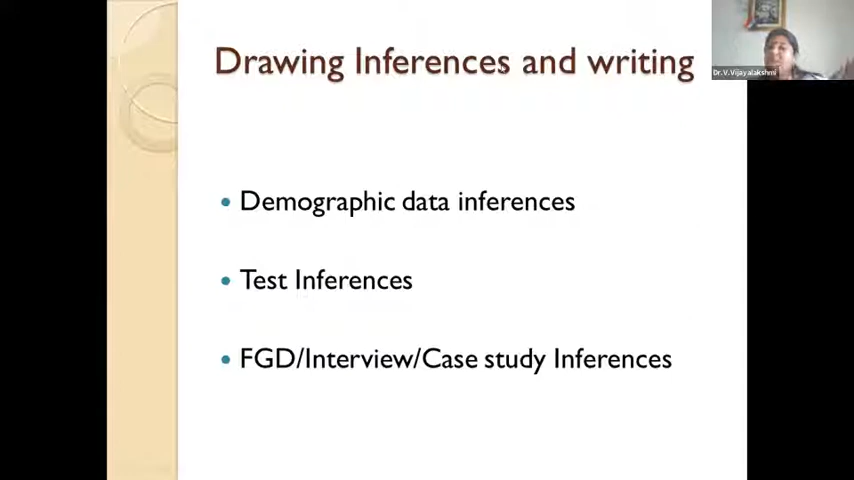 Drawing Inferences and writing
Dr.V.Vijayalakshmi
• Demographic data inferences
• Test Inferences
• FGD/Interview/Case study Inferences